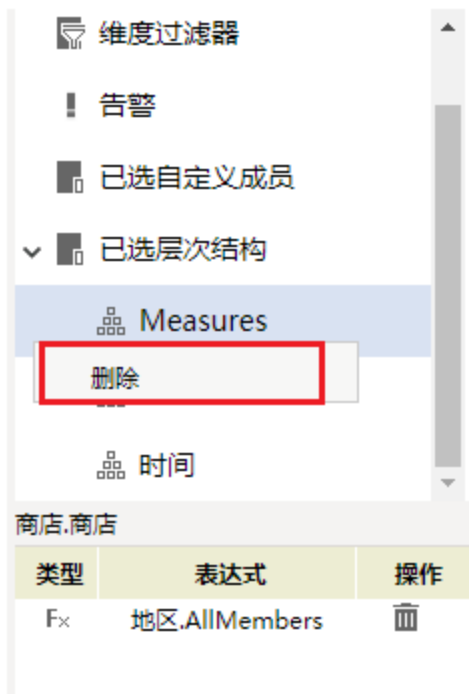 维度过滤器
告警
已选自定义成员
已选层次结构
Measures
删除
时间
商店.商店
类型 表达式 操作
Fx 地区.AllMembers